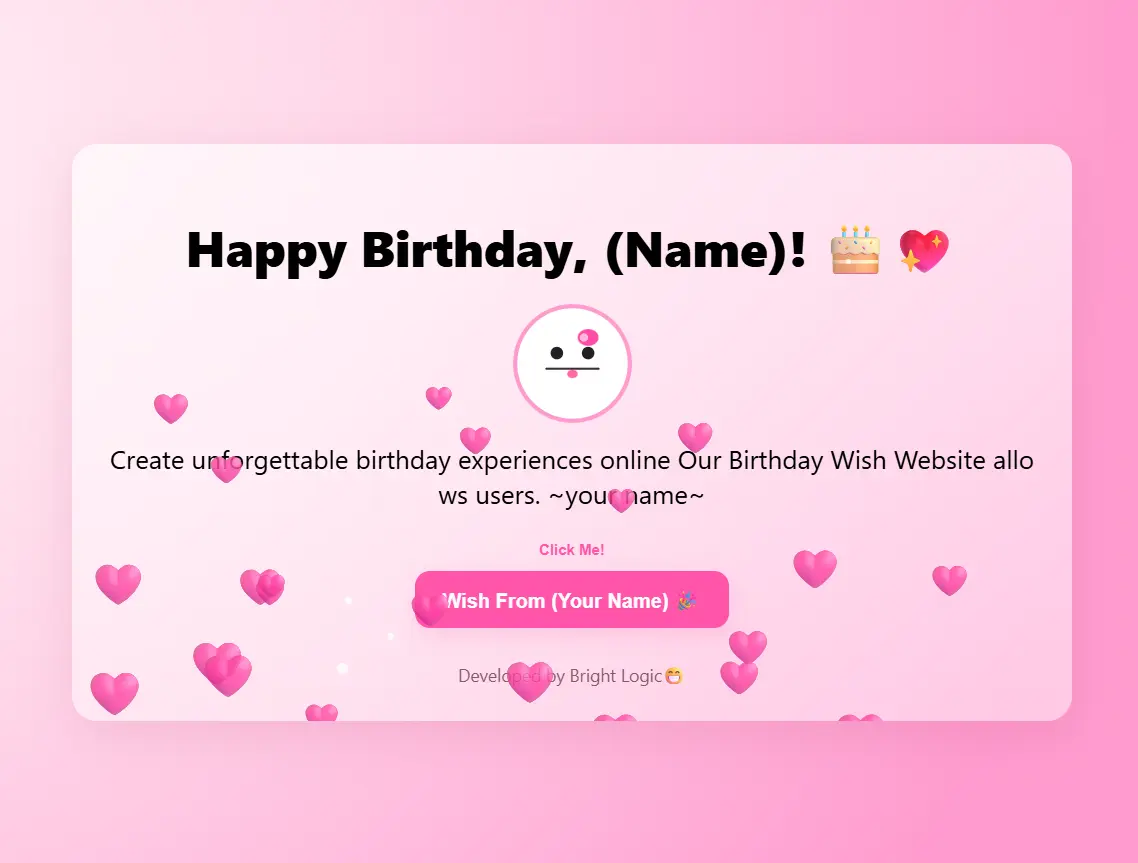 Happy Birthday, (Name)! 🎂 💖
Create unforgettable birthday experiences online Our Birthday Wish Website allo
ws users. ~your name~
Click Me!
Wish From (Your Name) 🎉
Developed by Bright Logic😁